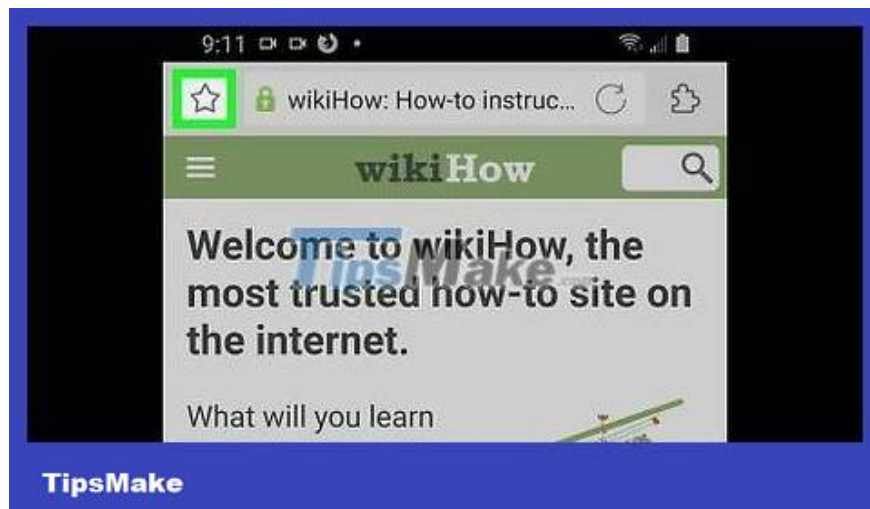 9:11
wikiHow: How-to instruc...
wikiHow
Welcome to wikiHow, the
most trusted how-to site on
the internet.
TipsMake.com
What will you learn
TipsMake